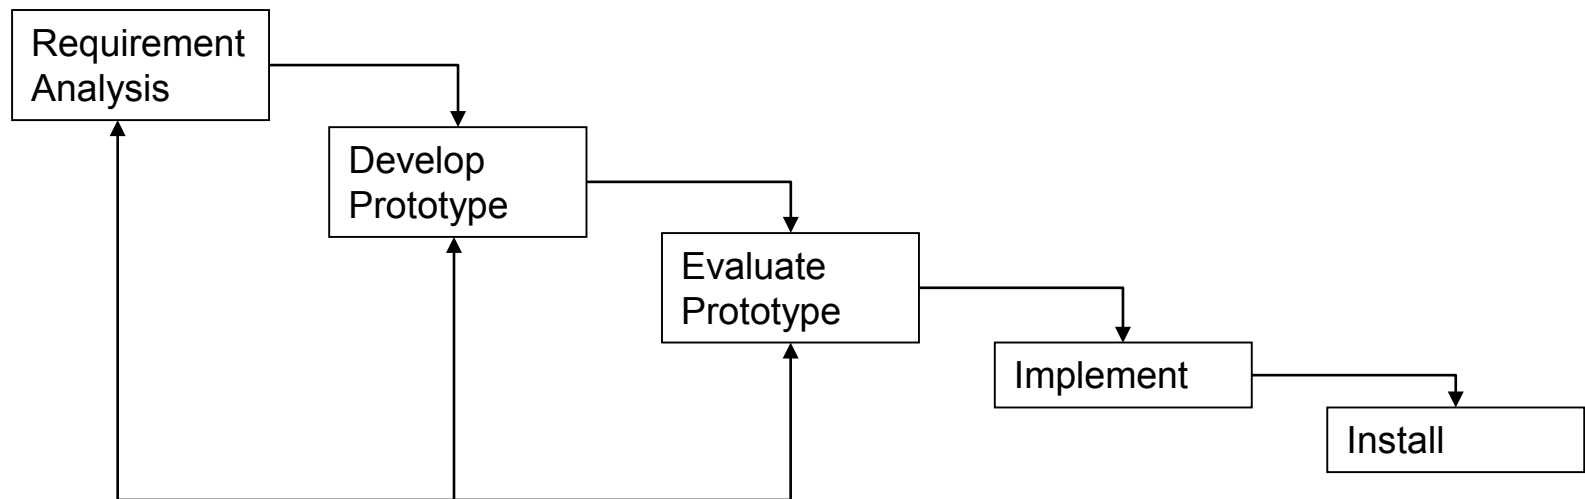 Requirement
Analysis
Develop
Prototype
Evaluate
Prototype
Implement
Install